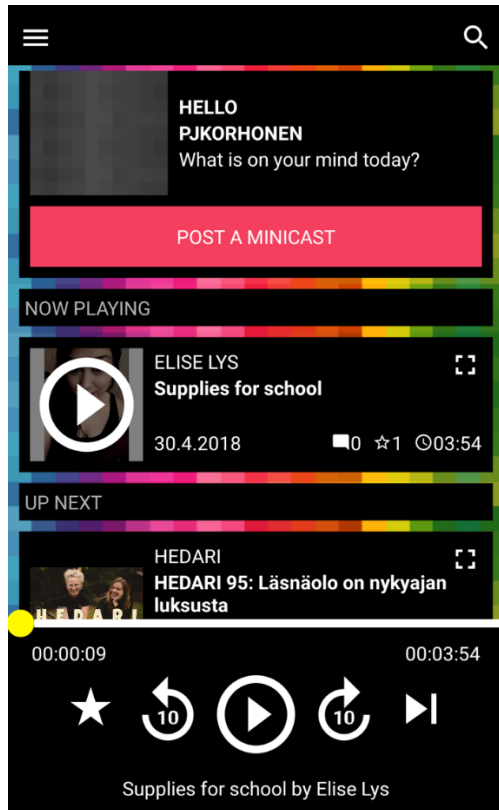 HELLO
PJKORHONEN
What is on your mind today?
POST A MINICAST
NOW PLAYING
ELISE LYS
Supplies for school
30.4.2018 0 1 03:54
UP NEXT
HEDARI
HEDARI 95: Läsnäolo on nykyajan
luksusta
HEDARI
00:00:09 00:03:54
10 10
Supplies for school by Elise Lys